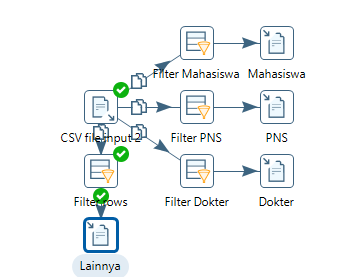 Filter Mahasiswa
Mahasiswa
CSV file input 2
Filter PNS
PNS
Filter rows
Filter Dokter
Dokter
Lainnya